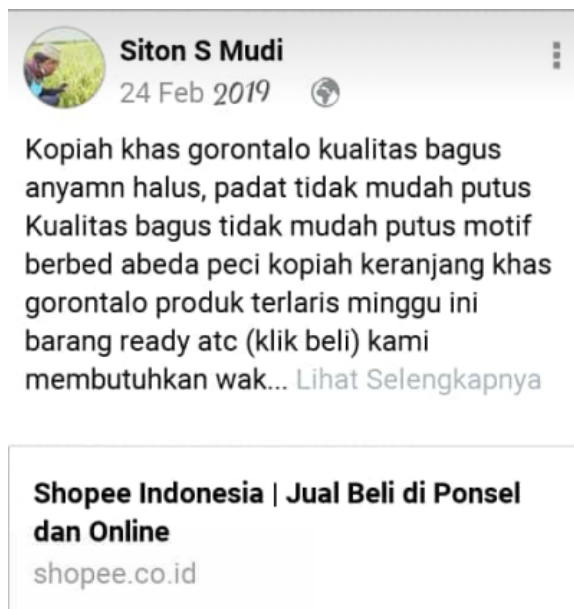 Siton S Mudi
24 Feb 2019
Kopiah khas gorontalo kualitas bagus
anyamn halus, padat tidak mudah putus
Kualitas bagus tidak mudah putus motif
berbed abeda peci kopiah keranjang khas
gorontalo produk terlaris minggu ini
barang ready atc (klik beli) kami
membutuhkan wak... Lihat Selengkapnya
Shopee Indonesia | Jual Beli di Ponsel
dan Online
shopee.co.id